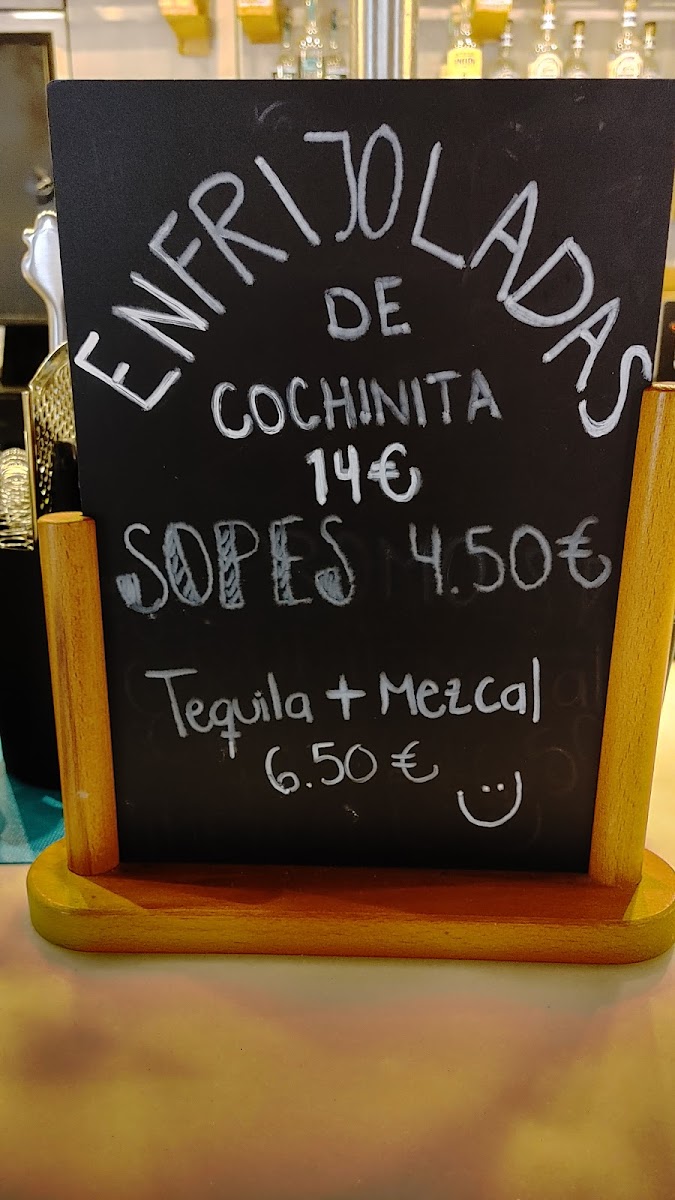 ENFRIJOLADAS
DE
COCHINITA
14€
SOPES 4.50€
Tequila + Mezcal
6.50€